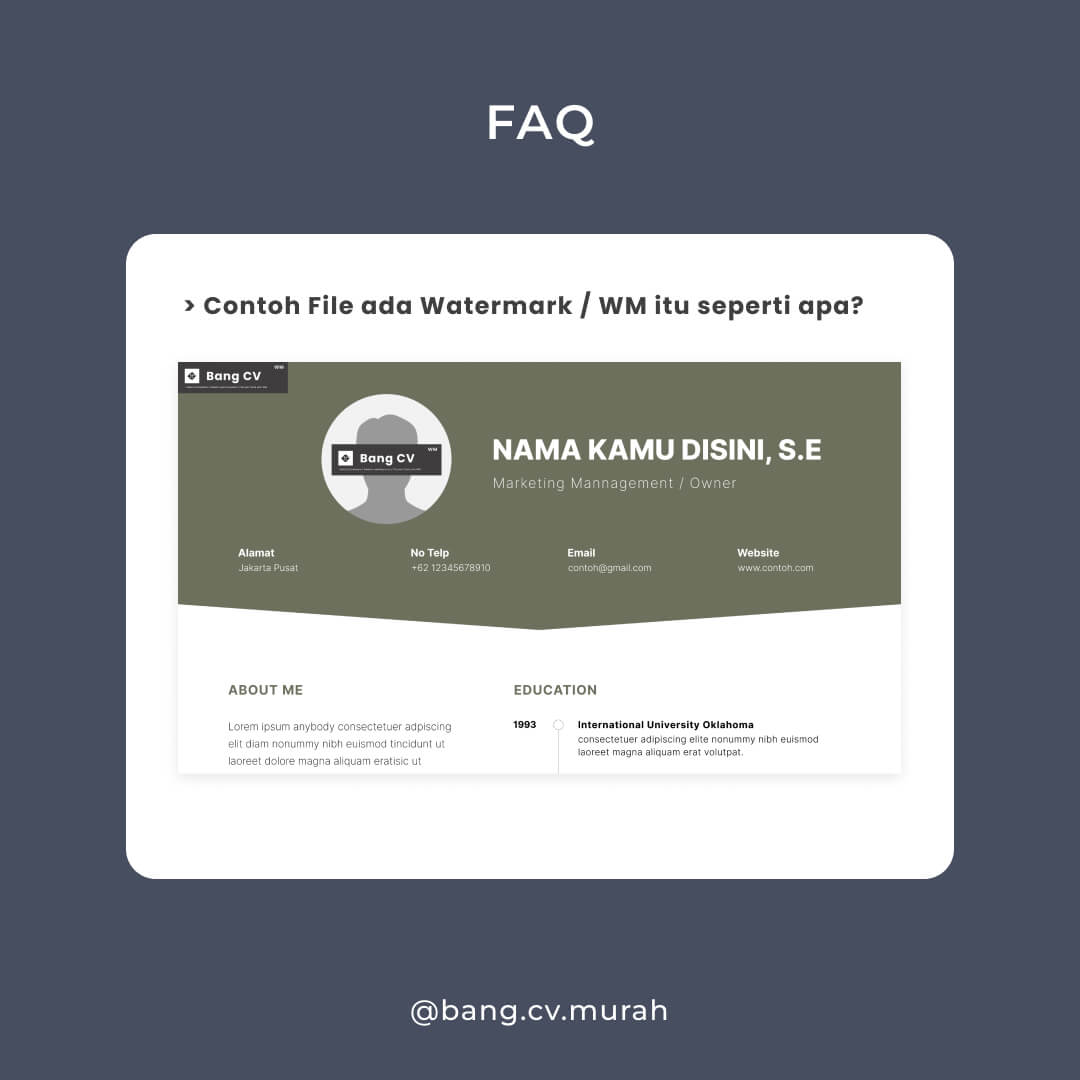 FAQ
> Contoh File ada Watermark / WM itu seperti apa?
Bang CV
WM
Bang CV
WM
NAMA KAMU DISINI, S.E
Marketing Mannagement / Owner
Alamat
Jakarta Pusat
No Telp
+62 12345678910
Email
contoh@gmail.com
Website
www.contoh.com
ABOUT ME
Lorem ipsum anybody consectetuer adipiscing
elit diam nonummy nibh euismod tincidunt ut
laoreet dolore magna aliquam eratisic ut
EDUCATION
1993
International University Oklahoma
consectetuer adipiscing elite nonummy nibh euismod
laoreet magna aliquam erat volutpat.
@bang.cv.murah